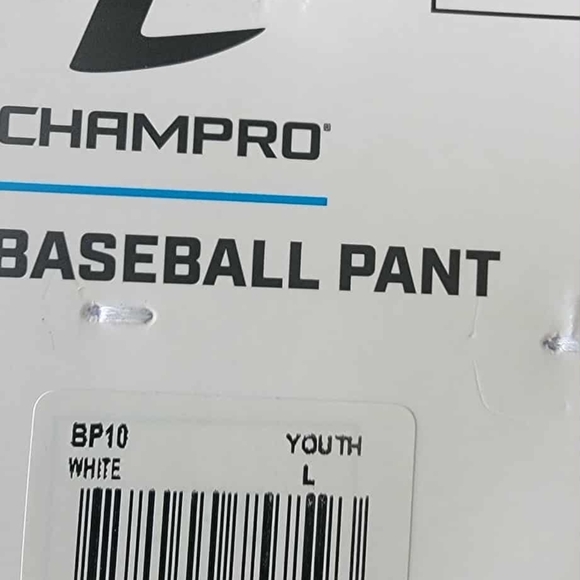 CHAMPRO®
BASEBALL PANT
BP10 YOUTH
WHITE L